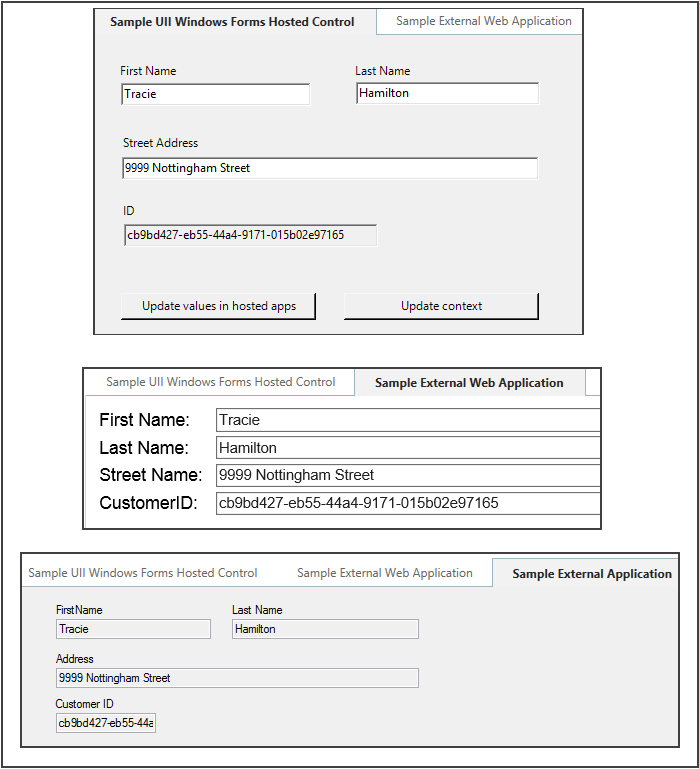 Sample UII Windows Forms Hosted Control Sample External Web Application
First Name Last Name
Tracie Hamilton
Street Address
9999 Nottingham Street
ID
cb9bd427-eb55-44a4-9171-015b02e97165
Update values in hosted apps Update context
Sample UII Windows Forms Hosted Control Sample External Web Application
First Name: Tracie
Last Name: Hamilton
Street Name: 9999 Nottingham Street
CustomerID: cb9bd427-eb55-44a4-9171-015b02e97165
Sample UII Windows Forms Hosted Control Sample External Web Application Sample External Application
FirstName Last Name
Tracie Hamilton
Address
9999 Nottingham Street
Customer ID
cb9bd427-eb55-44a